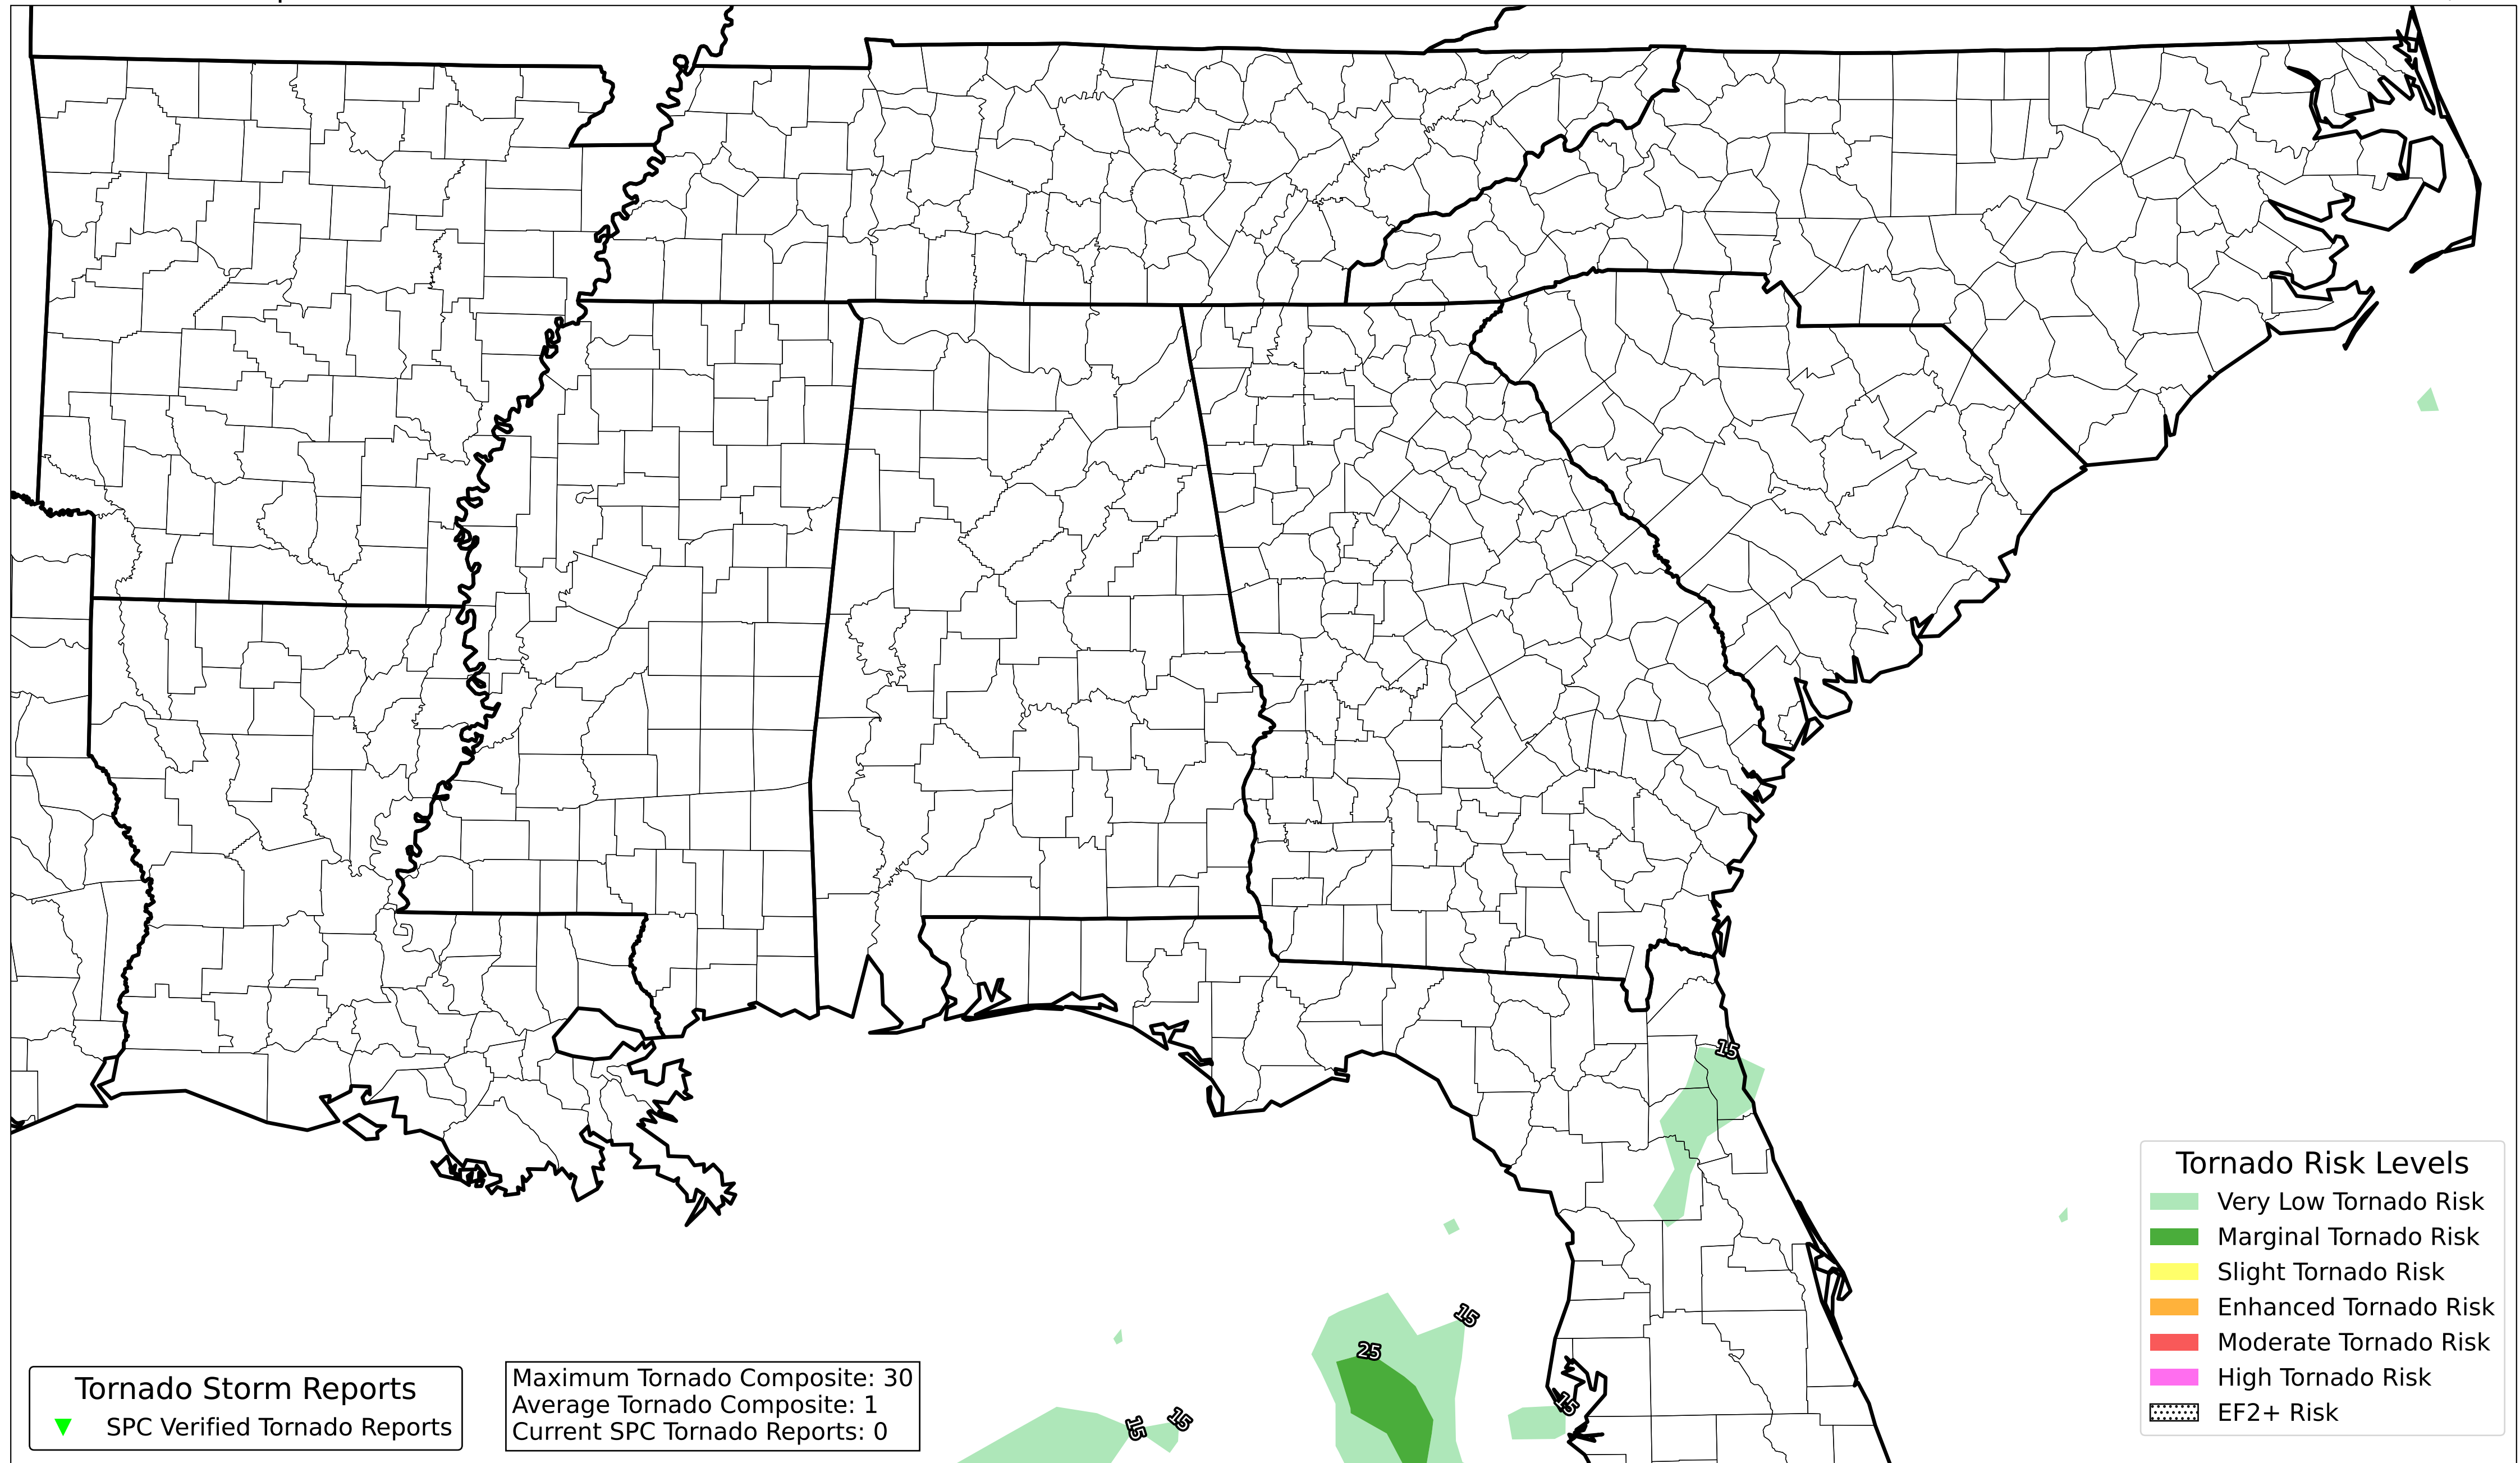 15
15
25
15
15
15
Tornado Storm Reports
SPC Verified Tornado Reports
Maximum Tornado Composite: 30
Average Tornado Composite: 1
Current SPC Tornado Reports: 0
Tornado Risk Levels
Very Low Tornado Risk
Marginal Tornado Risk
Slight Tornado Risk
Enhanced Tornado Risk
Moderate Tornado Risk
High Tornado Risk
EF2+ Risk